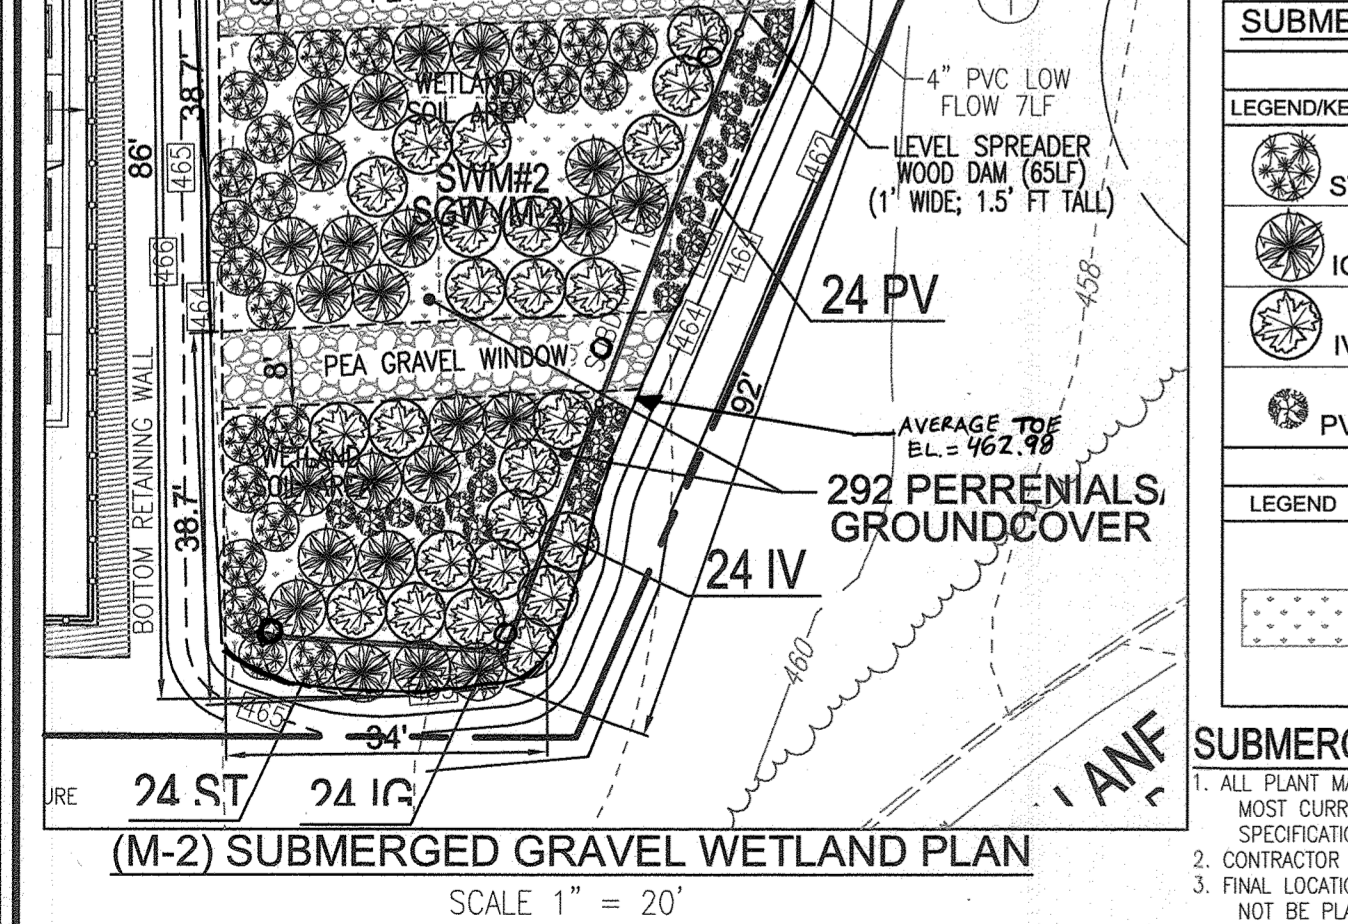 38.7'
86'
465
466
461
WETLAND
SOIL AREA
SWM#2
SGW (M-2)
462
464
464
4" PVC LOW
FLOW 7LF
LEVEL SPREADER
WOOD DAM (65LF)
(1' WIDE; 1.5' FT TALL)
24 PV
458
8'
PEA GRAVEL WINDOW
92'
AVERAGE TOE
EL.= 462.98
292 PERRENIALS/
GROUNDCOVER
WETLAND
SOIL AREA
38.7'
BOTTOM RETAINING WALL
24 IV
460
465
34'
24 ST
24 IG
URE
LANE
(M-2) SUBMERGED GRAVEL WETLAND PLAN
SCALE 1" = 20'
SUBME
LEGEND/KE
S
I
IV
PV
LEGEND
SUBMERG
1. ALL PLANT MA
MOST CURR
SPECIFICATIO
2. CONTRACTOR
3. FINAL LOCATIO
NOT BE PLA